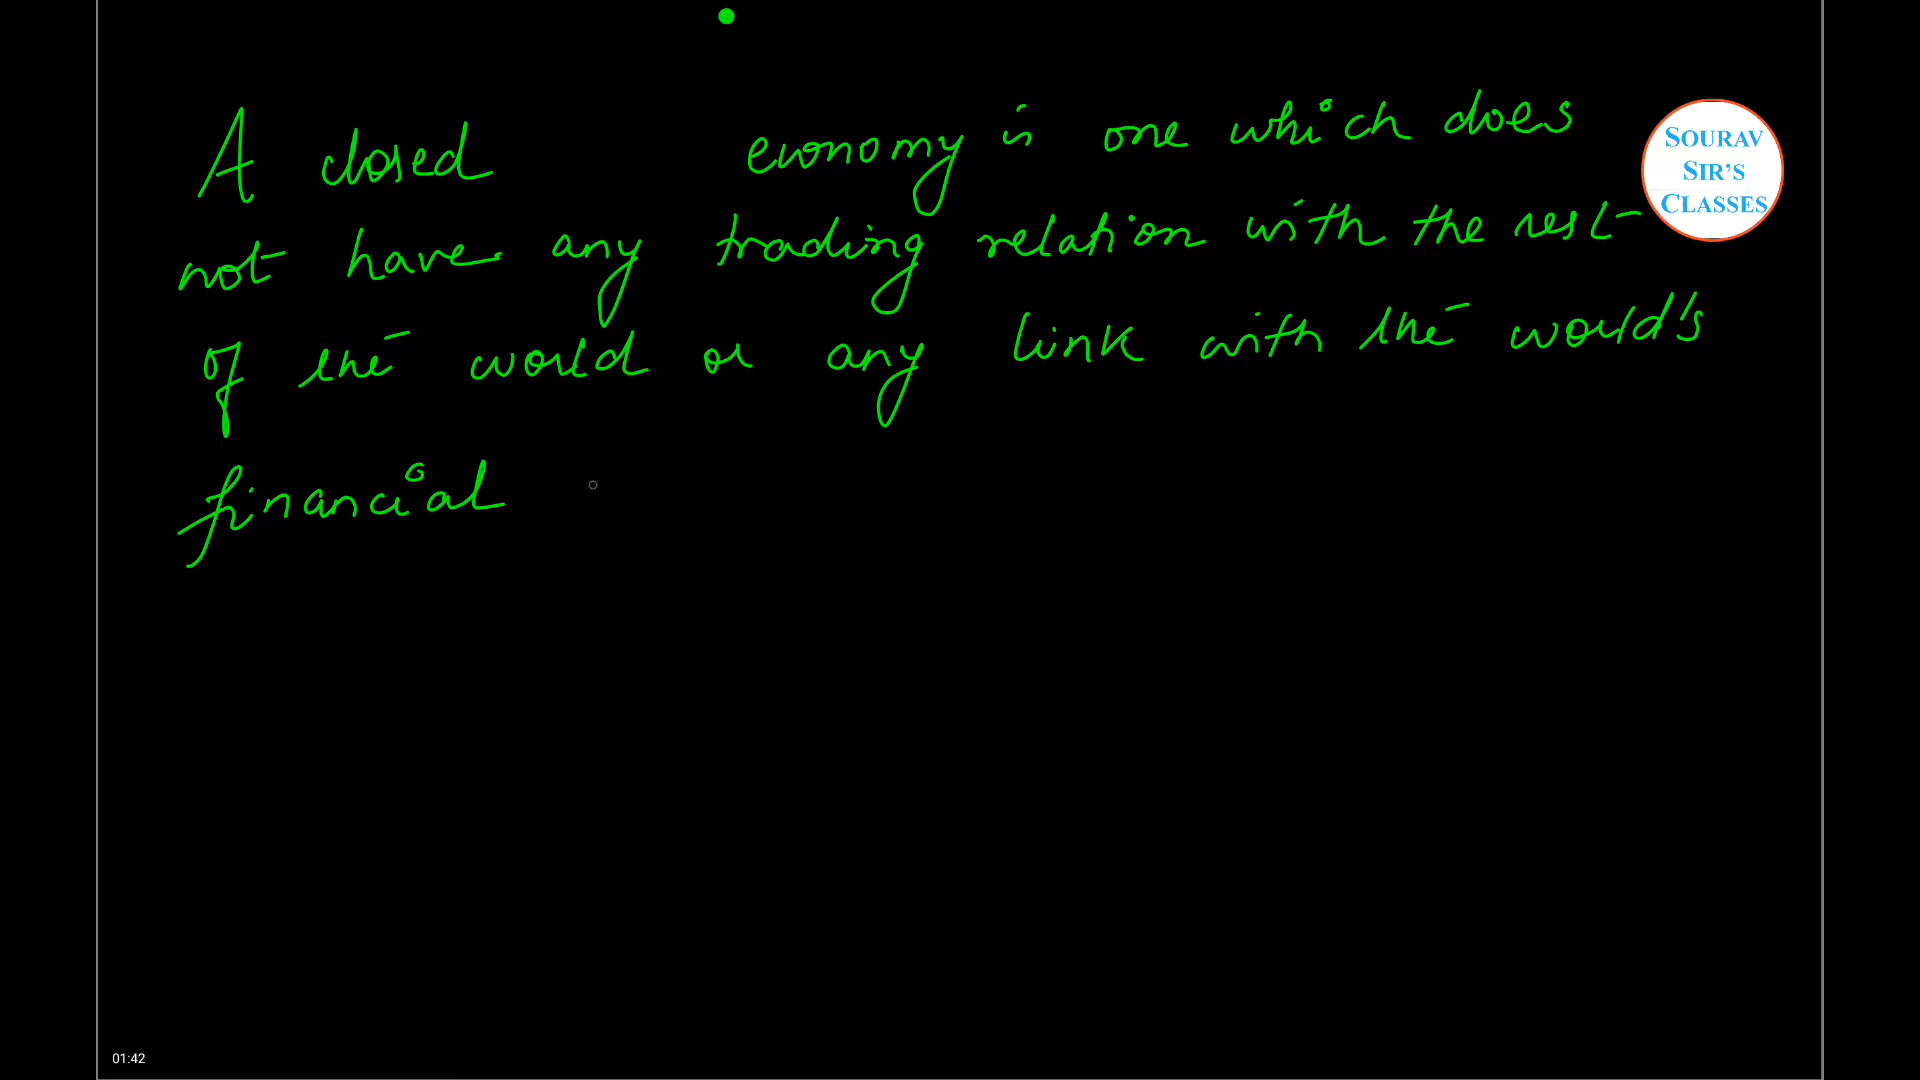 A closed economy is one which does
not have any trading relation with the rest
of the world or any link with the world's
financial
SOURAV
SIR'S
CLASSES
01:42